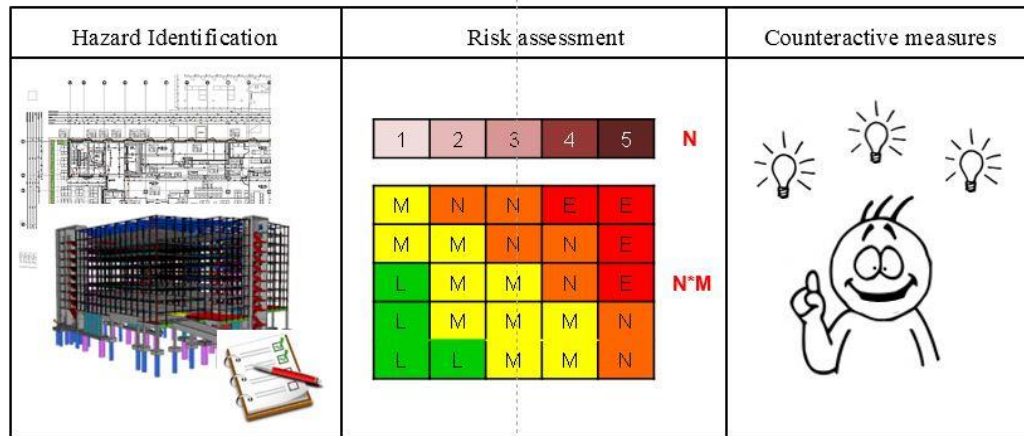 Hazard Identification
Risk assessment
Counteractive measures
1 2 3 4 5
N
M N N E E
M M N N E
L M M N E
N*M
L M M M N
L L M M N